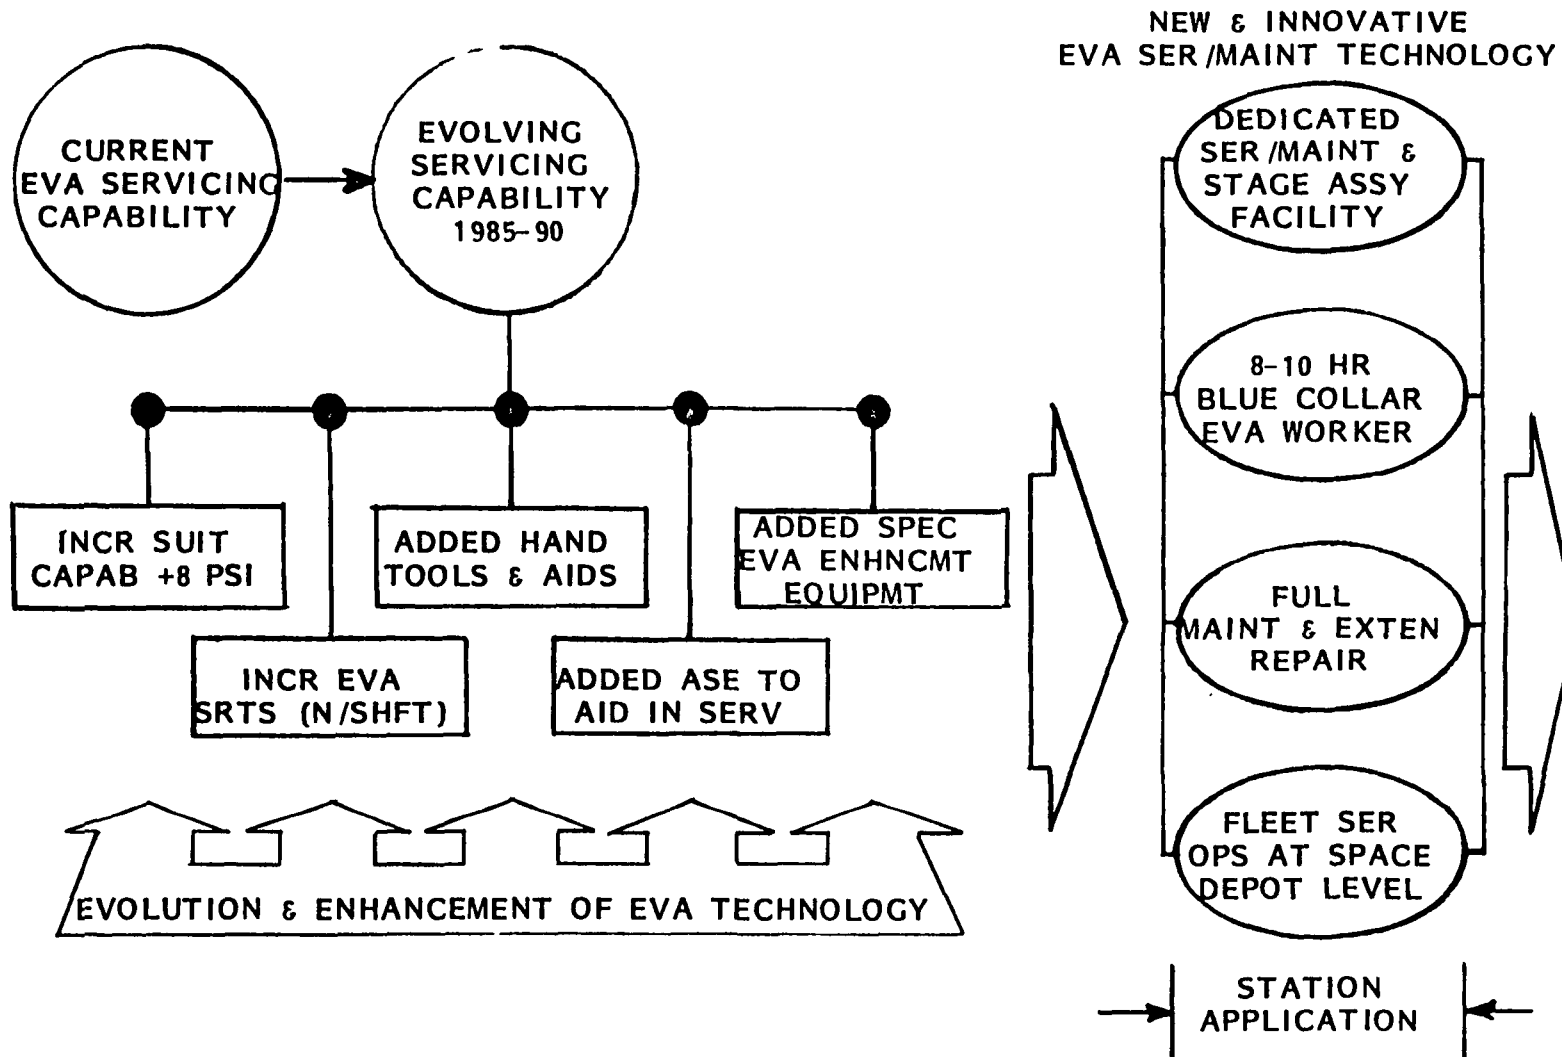 NEW & INNOVATIVE
EVA SER/MAINT TECHNOLOGY
CURRENT
EVA SERVICING
CAPABILITY
EVOLVING
SERVICING
CAPABILITY
1985-90
INCR SUIT
CAPAB +8 PSI
INCR EVA
SRTS (N/SHFT)
ADDED HAND
TOOLS & AIDS
ADDED ASE TO
AID IN SERV
ADDED SPEC
EVA ENHNCMT
EQUIPMT
EVOLUTION & ENHANCEMENT OF EVA TECHNOLOGY
DEDICATED
SER/MAINT &
STAGE ASSY
FACILITY
8-10 HR
BLUE COLLAR
EVA WORKER
FULL
MAINT & EXTEN
REPAIR
FLEET SER
OPS AT SPACE
DEPOT LEVEL
STATION
APPLICATION